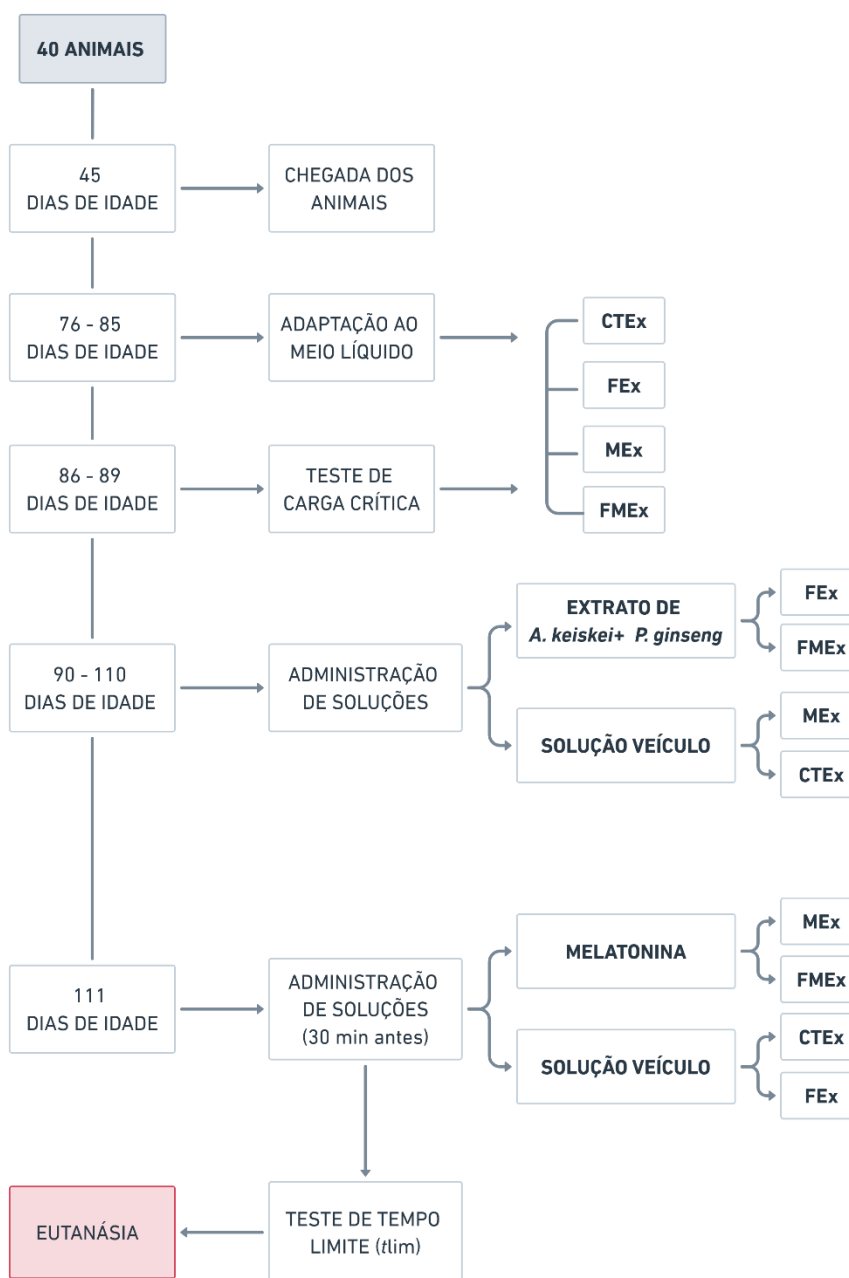 40 ANIMAIS
45
DIAS DE IDADE
CHEGADA DOS
ANIMAIS
76 - 85
DIAS DE IDADE
ADAPTAÇÃO AO
MEIO LÍQUIDO
CTEx
FEx
MEx
FMEx
86 - 89
DIAS DE IDADE
TESTE DE
CARGA CRÍTICA
90 - 110
DIAS DE IDADE
ADMINISTRAÇÃO
DE SOLUÇÕES
EXTRATO DE
A. keiskei+ P. ginseng
FEx
FMEx
SOLUÇÃO VEÍCULO
MEx
CTEx
111
DIAS DE IDADE
ADMINISTRAÇÃO
DE SOLUÇÕES
(30 min antes)
MELATONINA
MEx
FMEx
SOLUÇÃO VEÍCULO
CTEx
FEx
EUTANÁSIA
TESTE DE TEMPO
LIMITE (tlim)